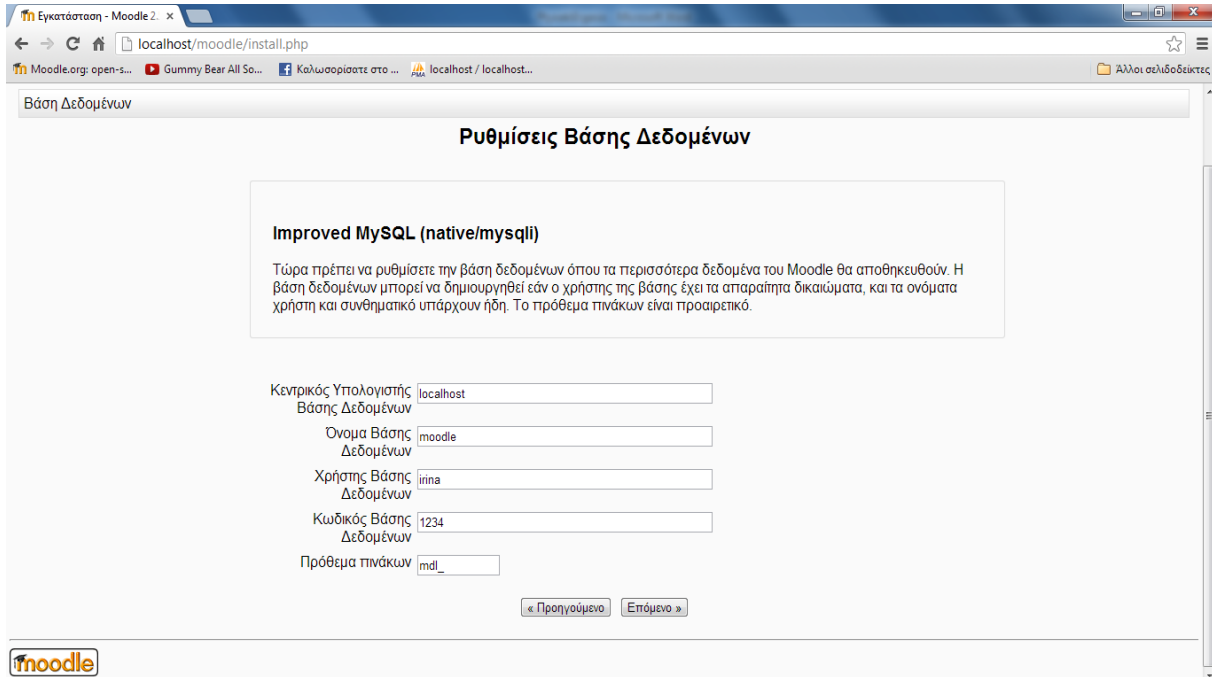 Εγκατάσταση - Moodle 2.
localhost/moodle/install.php
Moodle.org: open-s... Gummy Bear All So... Καλωσορίσατε στο ... localhost / localhost... Άλλοι σελιδοδείκτες
Βάση Δεδομένων
Ρυθμίσεις Βάσης Δεδομένων
Improved MySQL (native/mysqli)
Τώρα πρέπει να ρυθμίσετε την βάση δεδομένων όπου τα περισσότερα δεδομένα του Moodle θα αποθηκευθούν. Η
βάση δεδομένων μπορεί να δημιουργηθεί εάν ο χρήστης της βάσης έχει τα απαραίτητα δικαιώματα, και τα ονόματα
χρήστη και συνθηματικό υπάρχουν ήδη. Το πρόθεμα πινάκων είναι προαιρετικό.
Κεντρικός Υπολογιστής localhost
Βάσης Δεδομένων
Όνομα Βάσης moodle
Δεδομένων
Χρήστης Βάσης irina
Δεδομένων
Κωδικός Βάσης 1234
Δεδομένων
Πρόθεμα πινάκων mdl_
« Προηγούμενο Επόμενο »
moodle